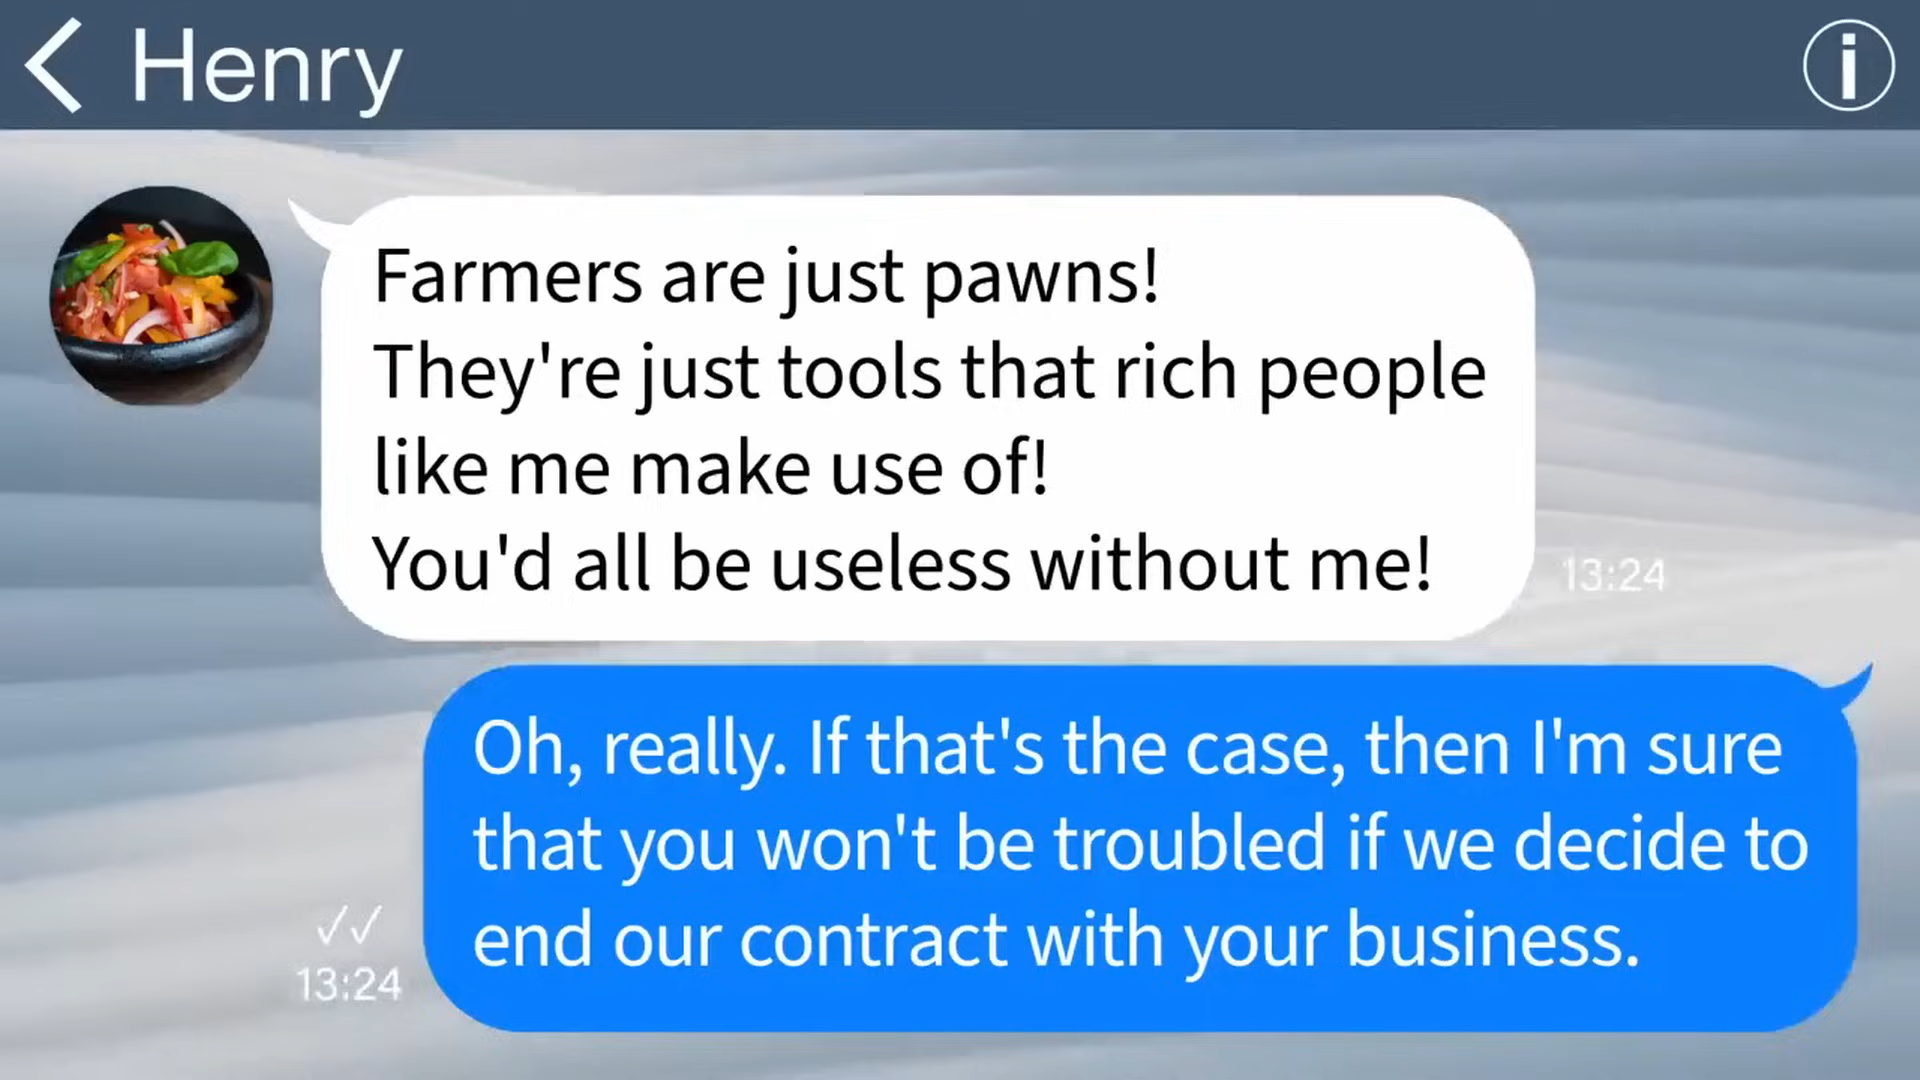 Henry
Farmers are just pawns!
They're just tools that rich people
like me make use of!
You'd all be useless without me!
13:24
Oh, really. If that's the case, then I'm sure
that you won't be troubled if we decide to
end our contract with your business.
13:24